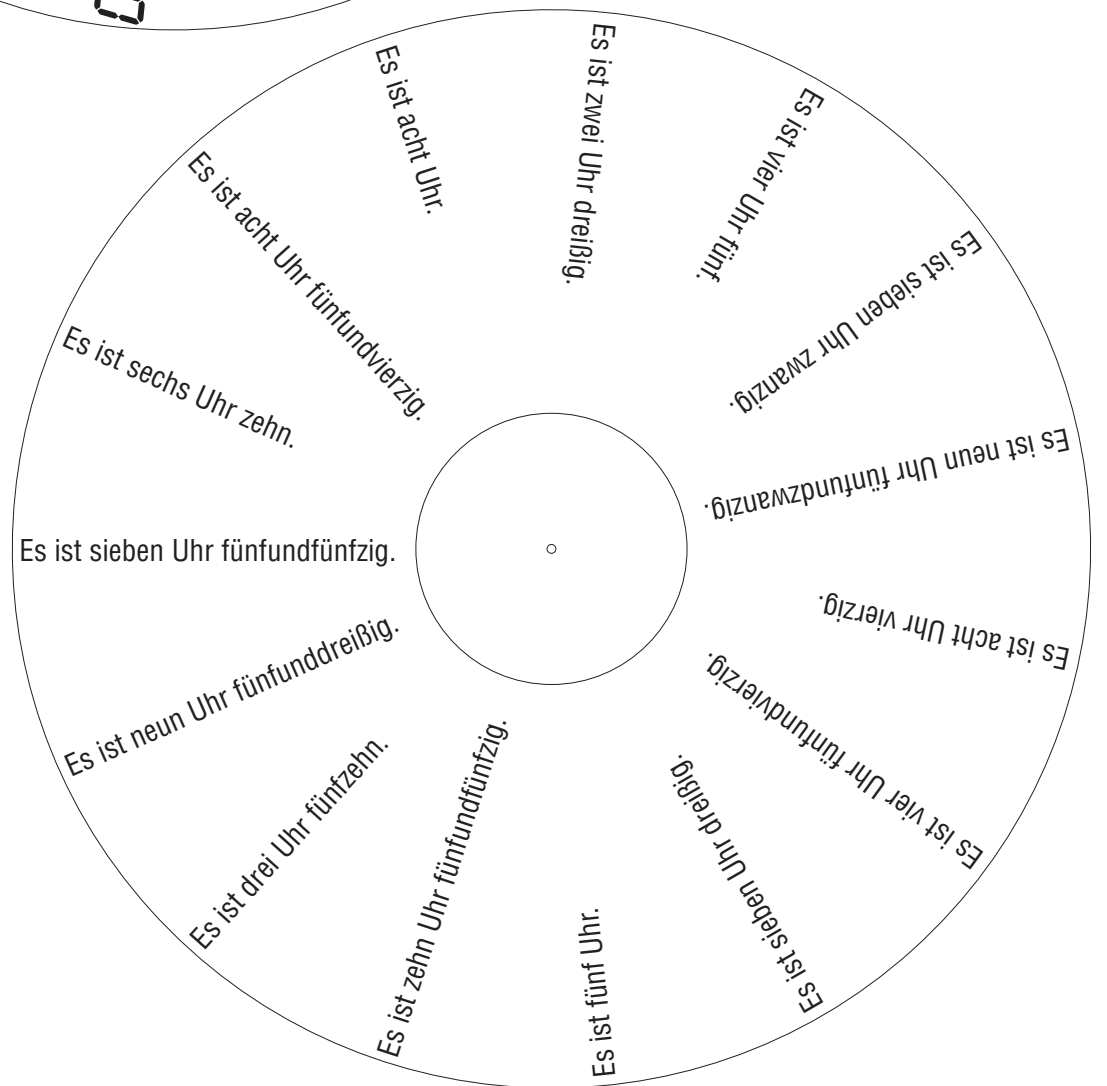 Es ist zwei Uhr dreißig.
Es ist vier Uhr fünf.
Es ist sieben Uhr zwanzig.
Es ist neun Uhr fünfundzwanzig.
Es ist acht Uhr vierzig.
Es ist vier Uhr fünfundvierzig.
Es ist sieben Uhr dreißig.
Es ist fünf Uhr.
Es ist zehn Uhr fünfundfünfzig.
Es ist drei Uhr fünfzehn.
Es ist neun Uhr fünfunddreißig.
Es ist sieben Uhr fünfundfünfzig.
Es ist sechs Uhr zehn.
Es ist acht Uhr fünfundvierzig.
Es ist acht Uhr.